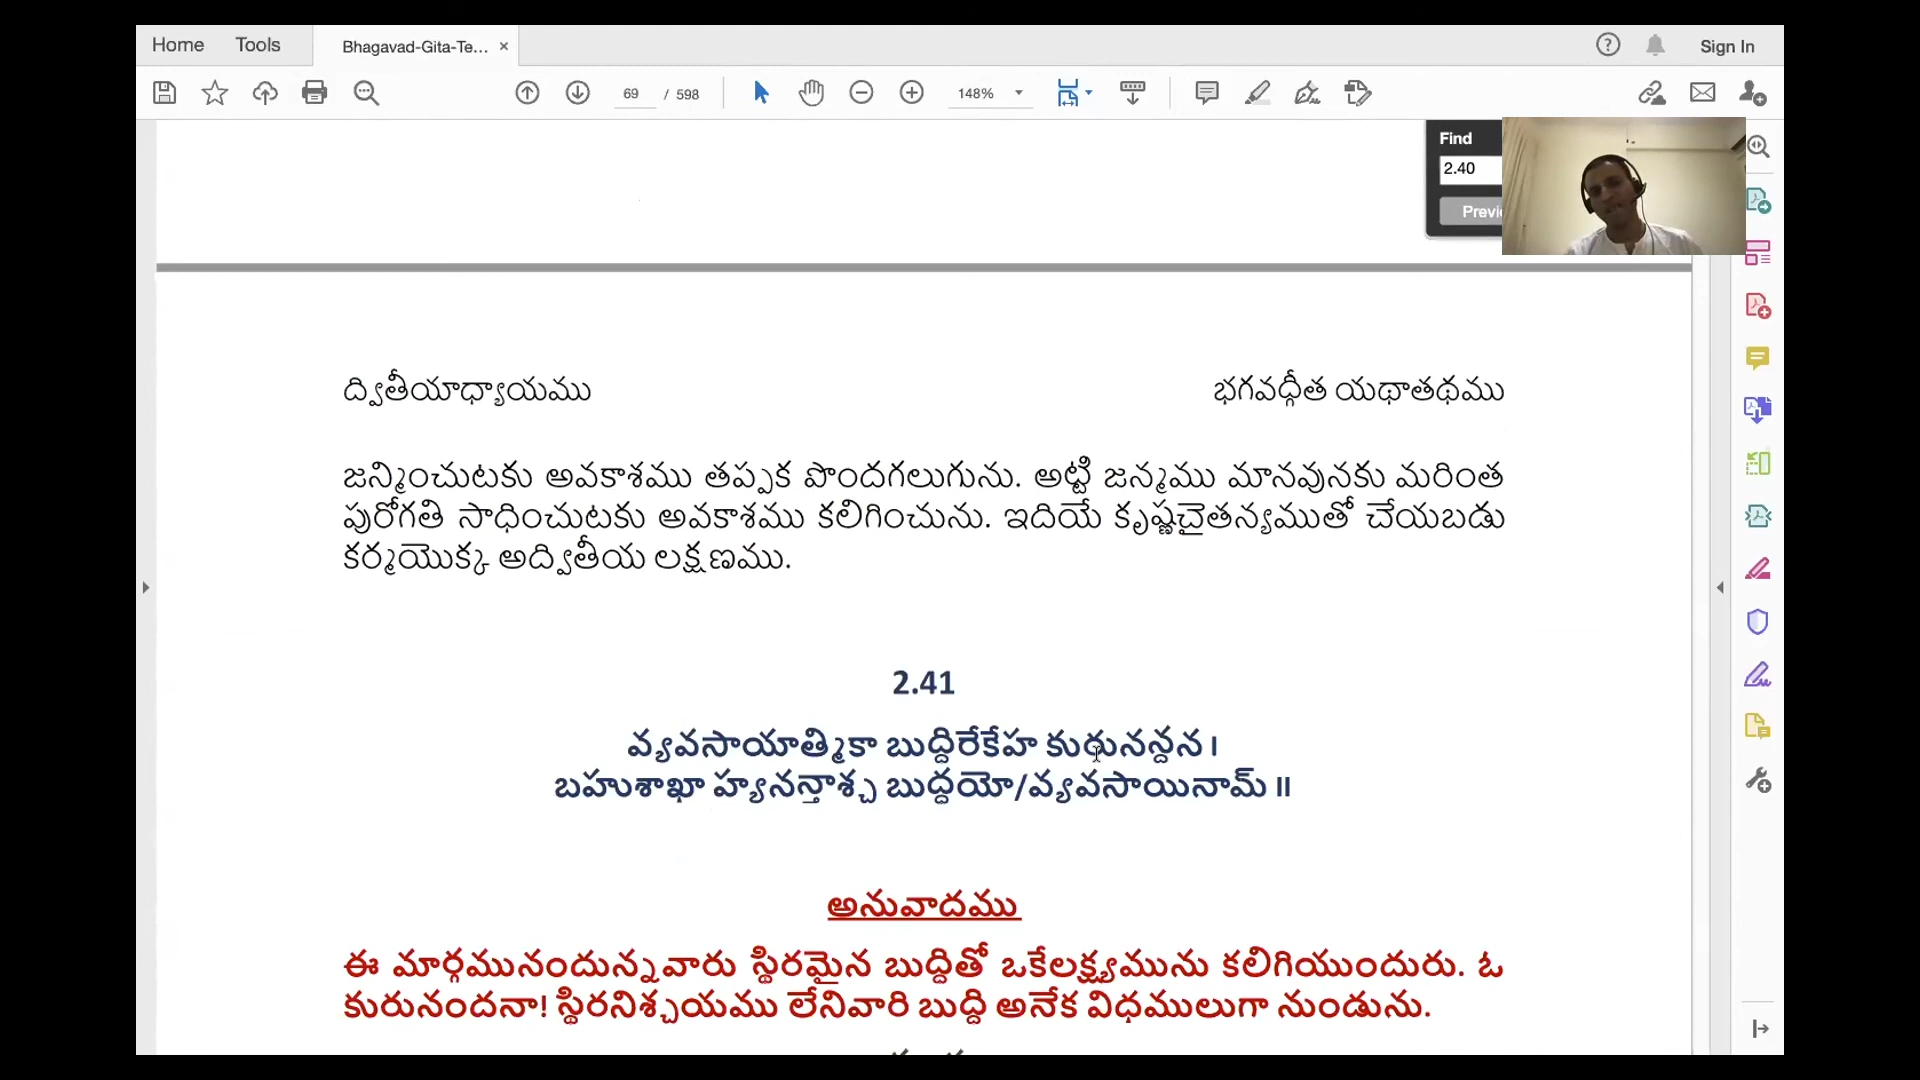 Home Tools Bhagavad-Gita-Te... × Sign In
69 / 598 148%
Find
2.40
ద్వితీయాధ్యాయము భగవద్గీత యథాతథము
జన్మించుటకు అవకాశము తప్పక పొందగలుగును. అట్టి జన్మము మానవునకు మరింత
పురోగతి సాధించుటకు అవకాశము కలిగించును. ఇదియే కృష్ణచైతన్యముతో చేయబడు
కర్మయొక్క అద్వితీయ లక్షణము.
2.41
వ్యవసాయాత్మికా బుద్ధిరేకేహ కురునన్దన ।
బహుశాఖా హ్యనన్తాశ్చ బుద్ధయో/వ్యవసాయినామ్ ॥
అనువాదము
ఈ మార్గమునందున్నవారు స్థిరమైన బుద్ధితో ఒకేలక్ష్యమును కలిగియుందురు. ఓ
కురునందనా! స్థిరనిశ్చయము లేనివారి బుద్ధి అనేక విధములుగా నుండును.